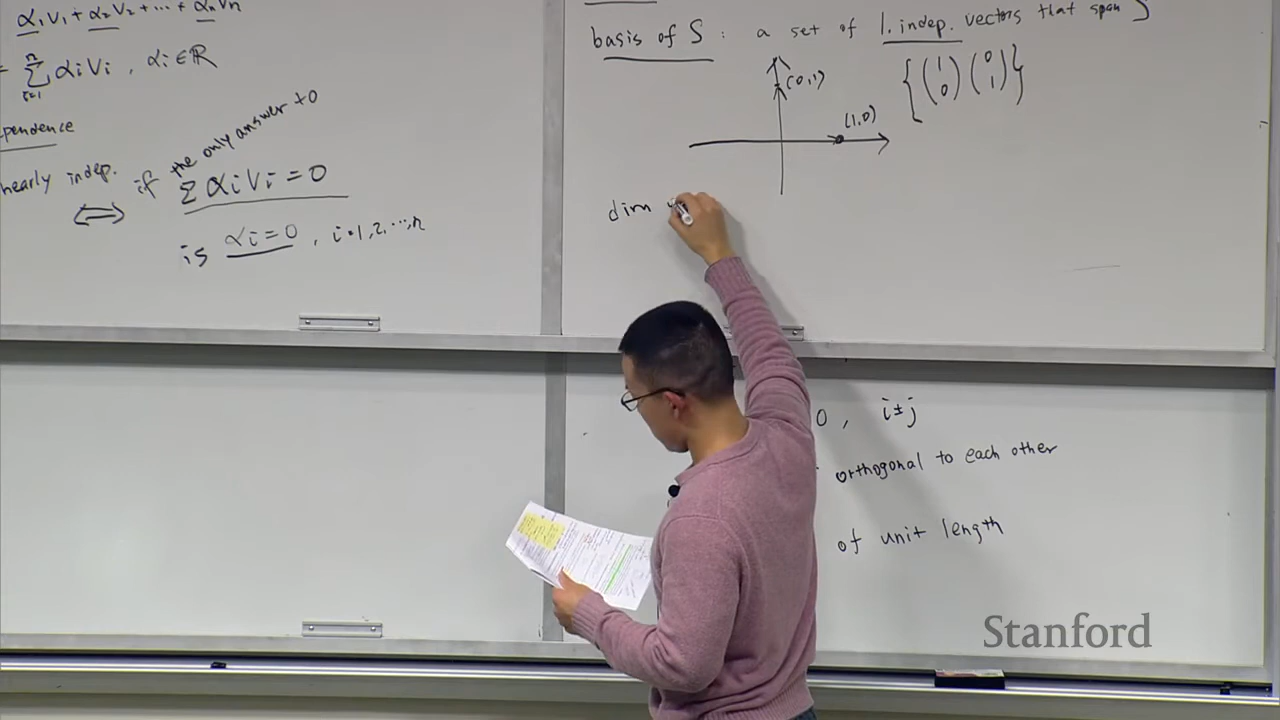 α₁V₁ + α₂V₂ + ... + αₙVₙ
= Σⁿᵢ₌₁ αᵢVᵢ , αᵢ∈ℝ
pendence
nearly indep. ⟺ if the only answer to
Σ αᵢVᵢ = 0
is αᵢ=0 , i=1,2,...,n
basis of S : a set of l. indep. vectors that span S
{(1 0) (0 1)}
(0,1)
(1,0)
dim
0 , i≠j
orthogonal to each other
of unit length
Stanford